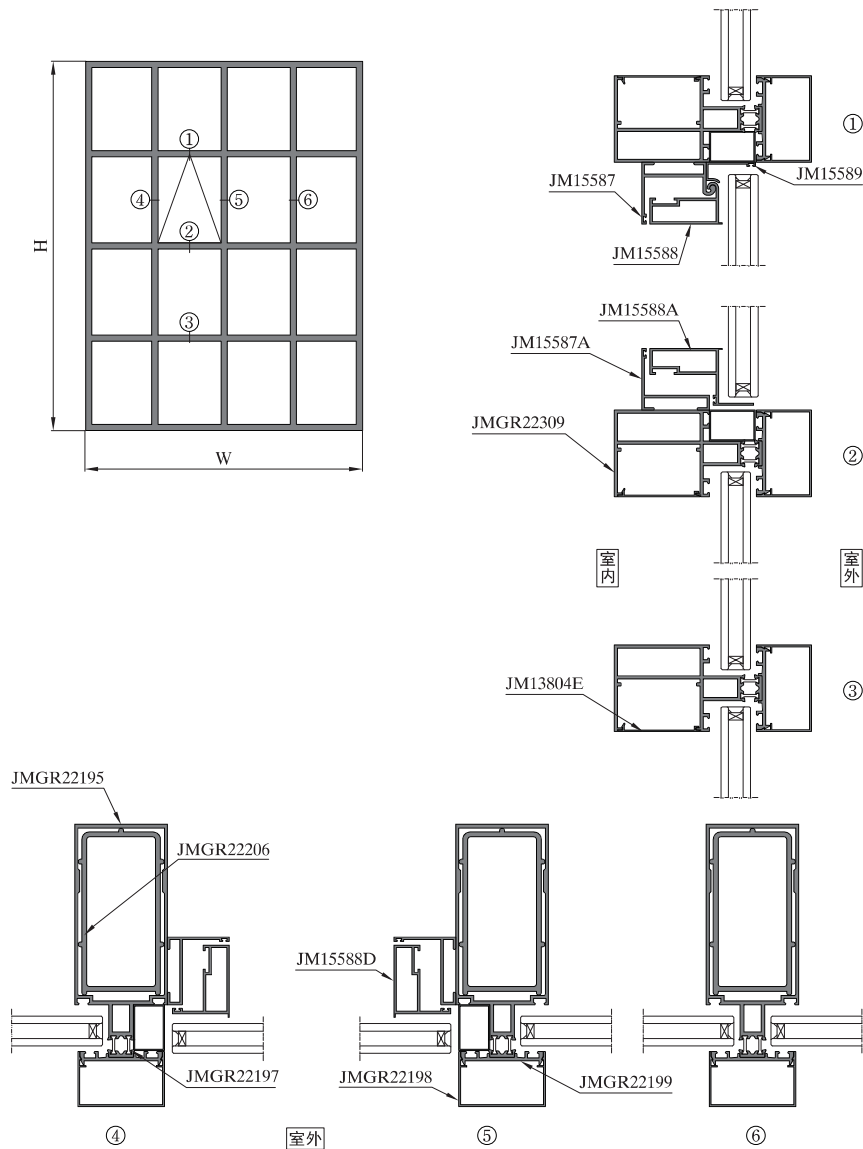 ①
④
⑤
⑥
②
③
H
W
①
JM15587
JM15589
JM15588
JM15588A
JM15587A
JMGR22309
②
室内
室外
JM13804E
③
JMGR22195
JMGR22206
JM15588D
JMGR22197
JMGR22198
JMGR22199
④
室外
⑤
⑥